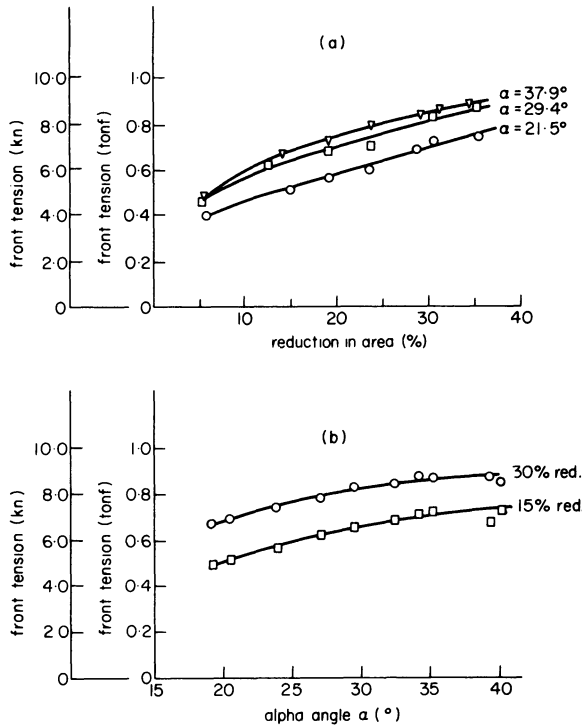 (a)
front tension (kn)
10·0
8·0
6·0
4·0
2·0
0
front tension (tonf)
1·0
0·8
0·6
0·4
0·2
0
α = 37·9°
α = 29·4°
α = 21·5°
10 20 30 40
reduction in area (%)
(b)
front tension (kn)
10·0
8·0
6·0
4·0
2·0
0
front tension (tonf)
1·0
0·8
0·6
0·4
0·2
0
30% red.
15% red
15 20 25 30 35 40
alpha angle α (°)